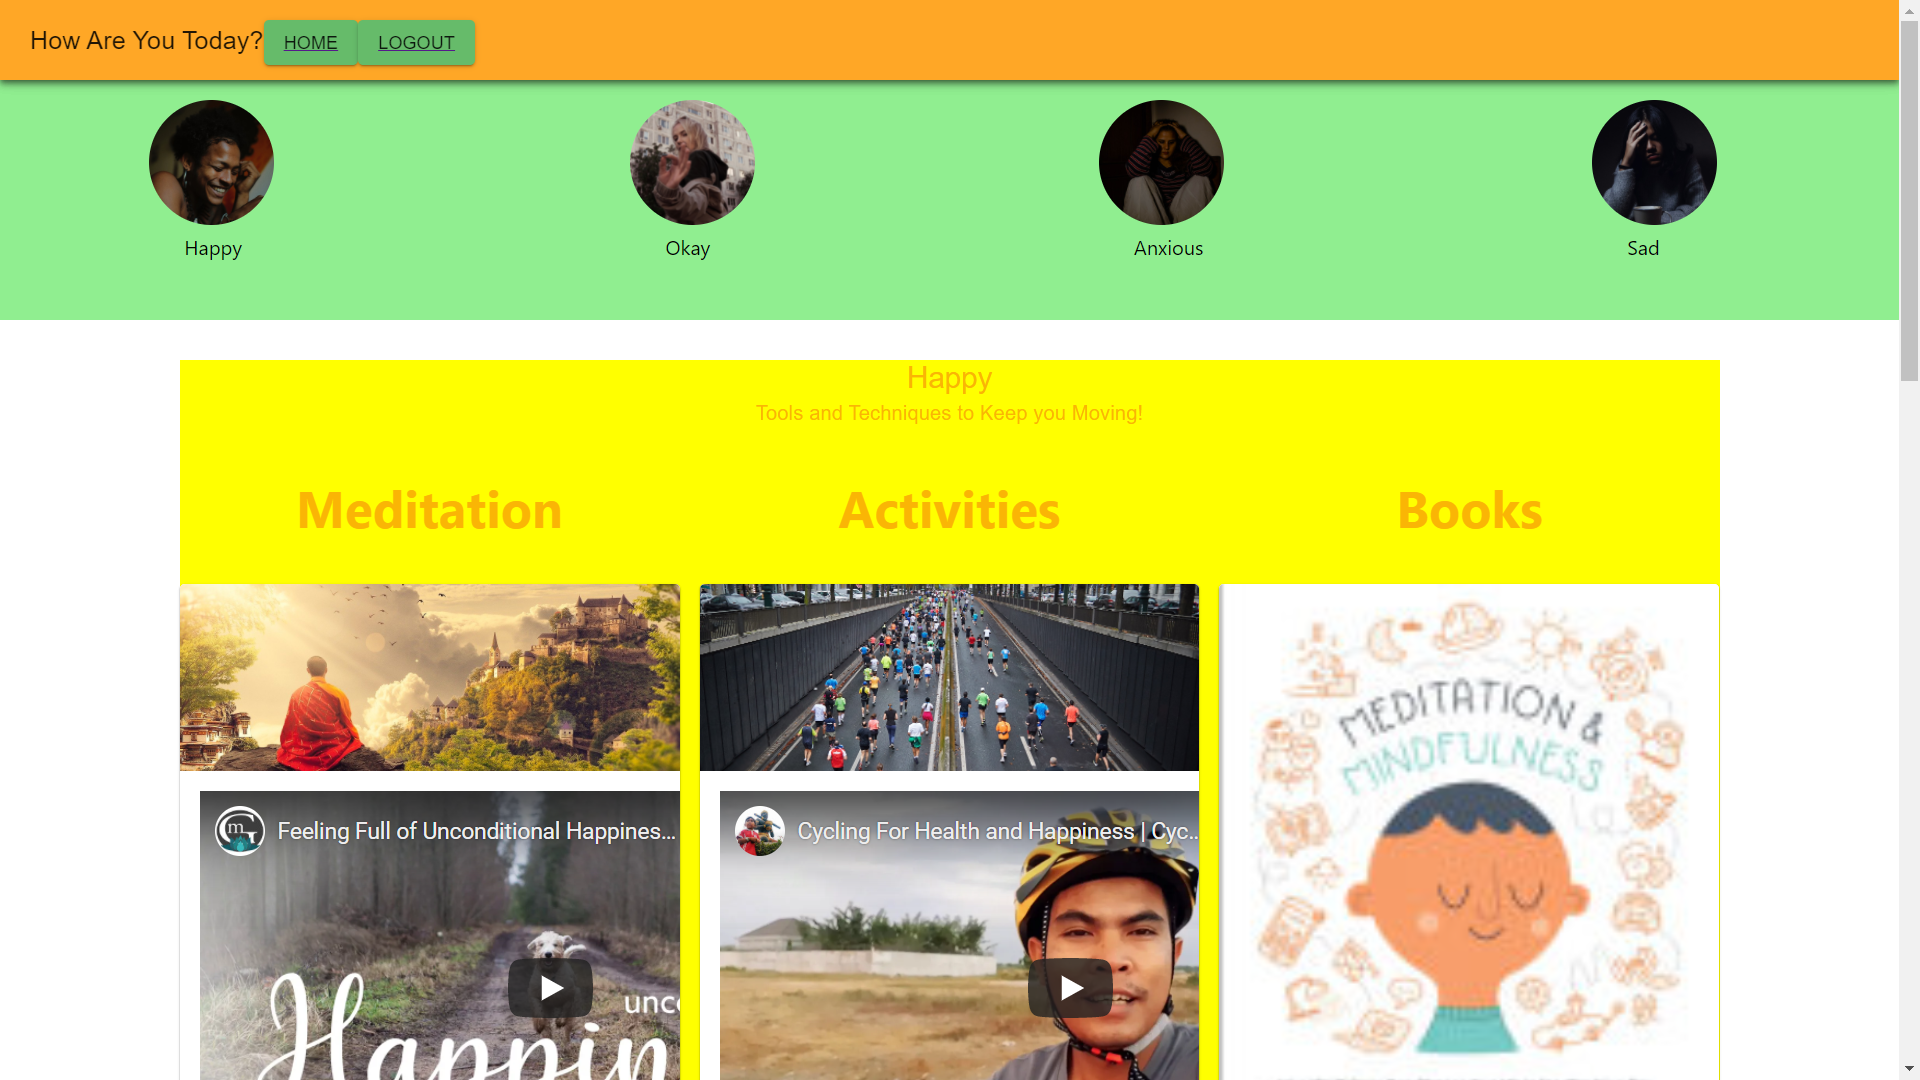 How Are You Today?
HOME
LOGOUT
Happy
Okay
Anxious
Sad
Happy
Tools and Techniques to Keep you Moving!
Meditation
Activities
Books
MEDITATION &
MINDFULNESS
m
Feeling Full of Unconditional Happines...
Cycling For Health and Happiness | Cyc...
unc
Happin